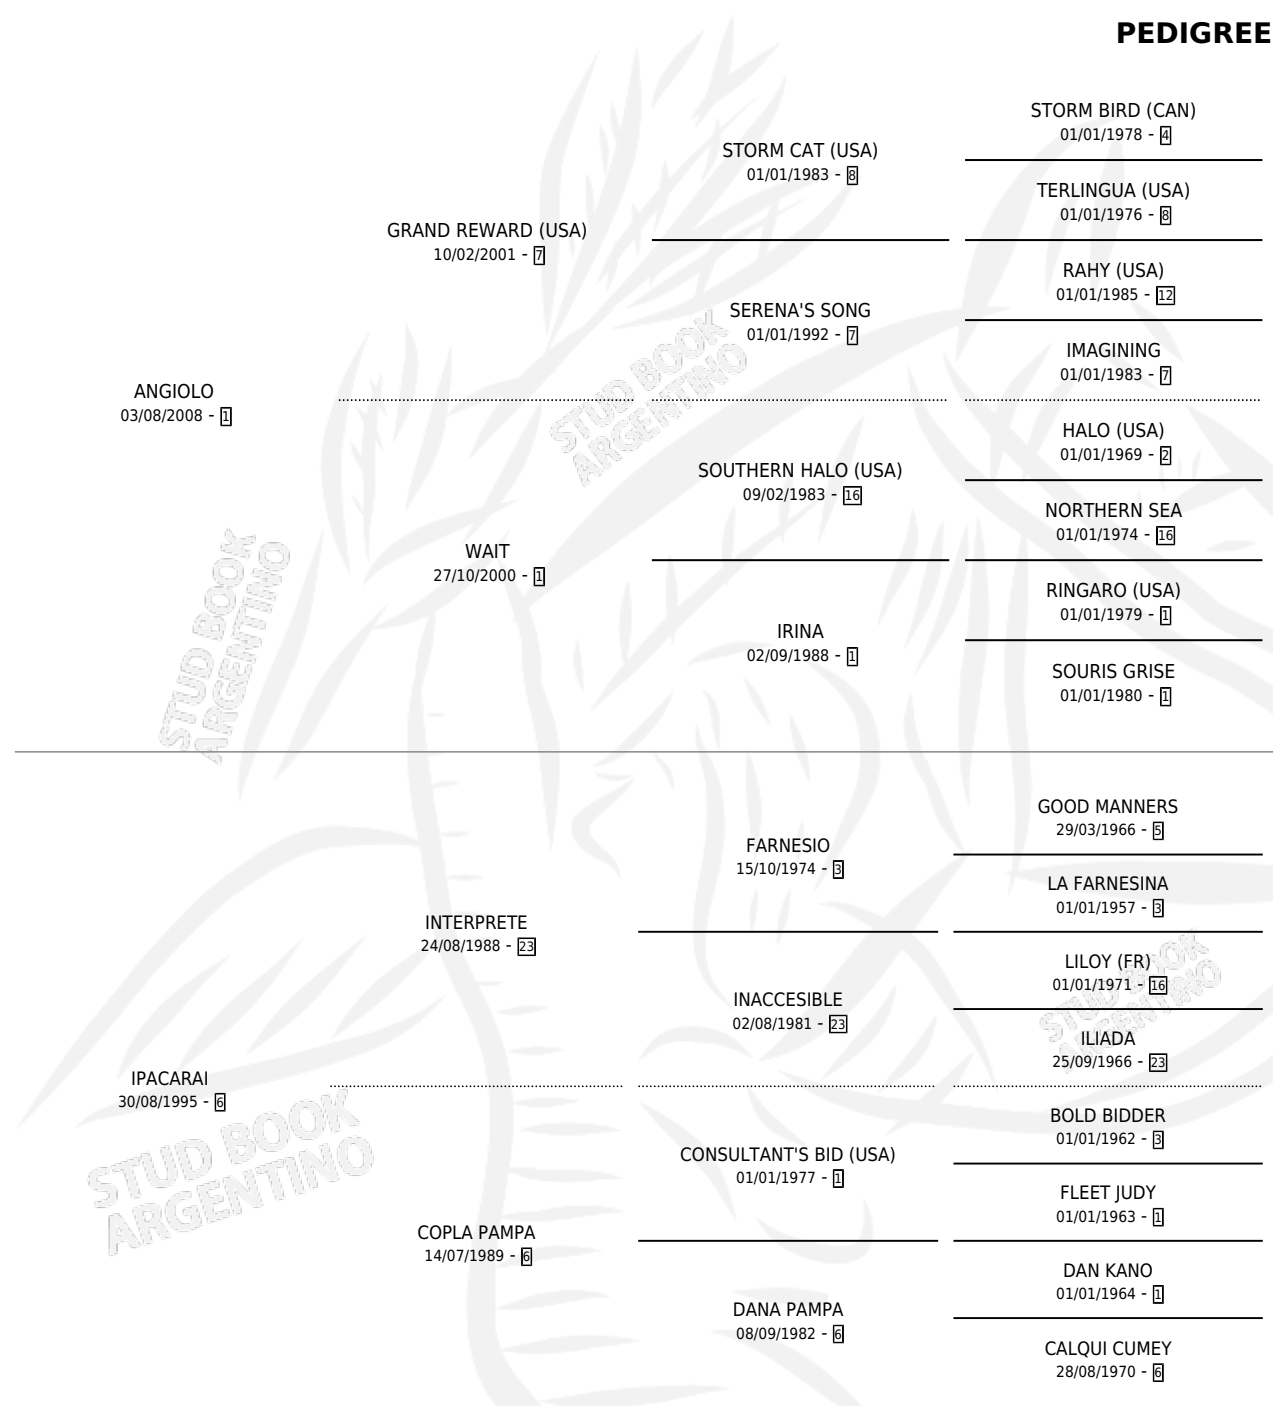 PEDIGREE
STORM BIRD (CAN)
01/01/1978 - 4
STORM CAT (USA)
01/01/1983 - 8
TERLINGUA (USA)
01/01/1976 - 8
GRAND REWARD (USA)
10/02/2001 - 7
RAHY (USA)
01/01/1985 - 12
SERENA'S SONG
01/01/1992 - 7
IMAGINING
01/01/1983 - 7
ANGIOLO
03/08/2008 - 1
HALO (USA)
01/01/1969 - 2
SOUTHERN HALO (USA)
09/02/1983 - 16
NORTHERN SEA
01/01/1974 - 16
WAIT
27/10/2000 - 1
RINGARO (USA)
01/01/1979 - 1
IRINA
02/09/1988 - 1
SOURIS GRISE
01/01/1980 - 1
STUD BOOK
ARGENTINO
STUD BOOK
ARGENTINO
GOOD MANNERS
29/03/1966 - 5
FARNESIO
15/10/1974 - 3
LA FARNESINA
01/01/1957 - 3
INTERPRETE
24/08/1988 - 23
LILOY (FR)
01/01/1971 - 16
INACCESIBLE
02/08/1981 - 23
ILIADA
25/09/1966 - 23
IPACARAI
30/08/1995 - 6
BOLD BIDDER
01/01/1962 - 3
CONSULTANT'S BID (USA)
01/01/1977 - 1
FLEET JUDY
01/01/1963 - 1
COPLA PAMPA
14/07/1989 - 6
DAN KANO
01/01/1964 - 1
DANA PAMPA
08/09/1982 - 6
CALQUI CUMEY
28/08/1970 - 6
STUD BOOK
ARGENTINO
STUD BOOK
ARGENTINO